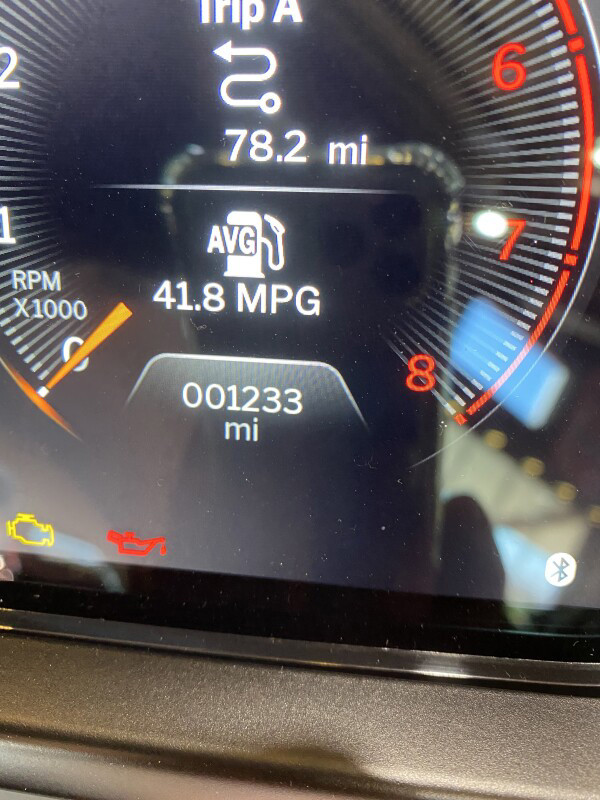 Trip A
2
6
78.2 mi
1
7
AVG
RPM
X1000
41.8 MPG
0
8
001233
mi